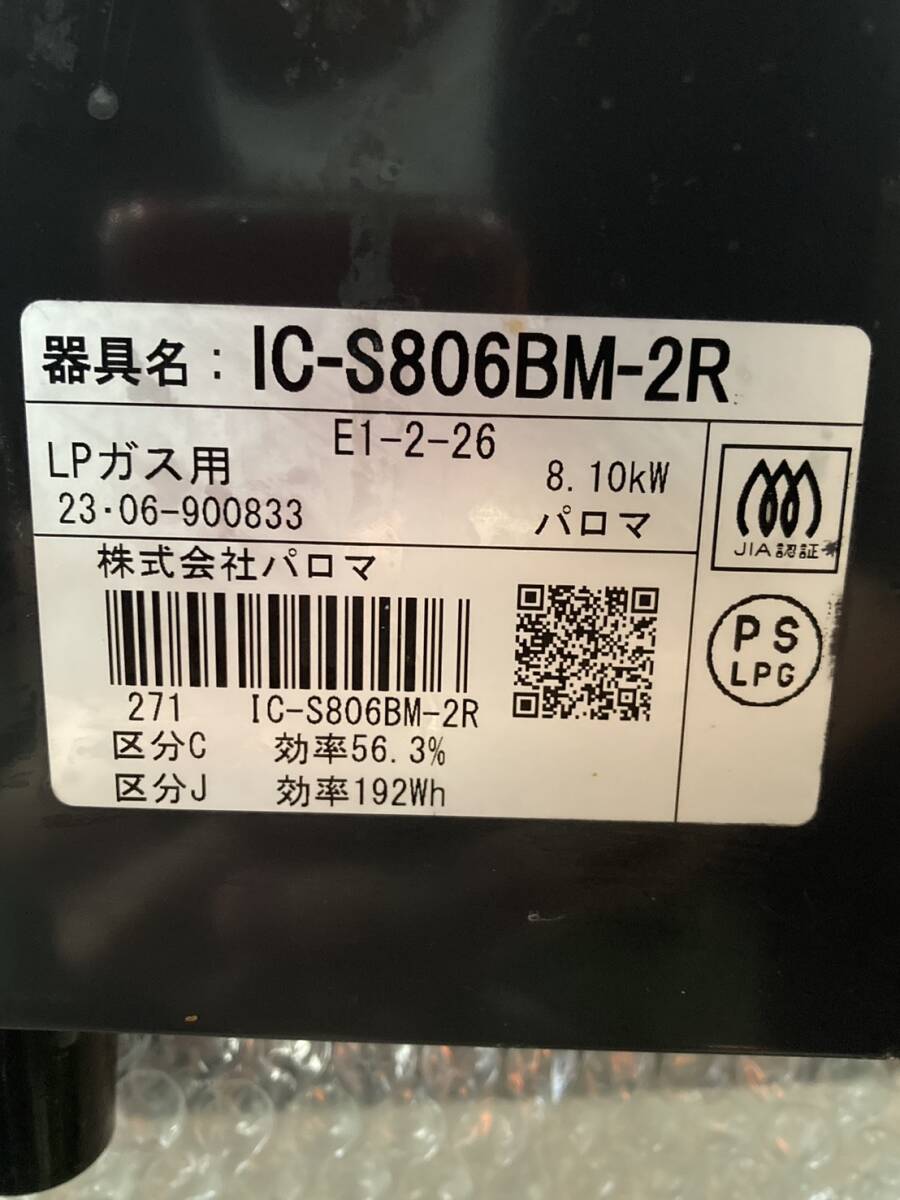 器具名：IC-S806BM-2R
E1-2-26
LPガス用
8.10kW
23・06-900833
パロマ
JIA認証
株式会社パロマ
271 IC-S806BM-2R
区分C 効率56.3%
区分J 効率192Wh
PS
LPG